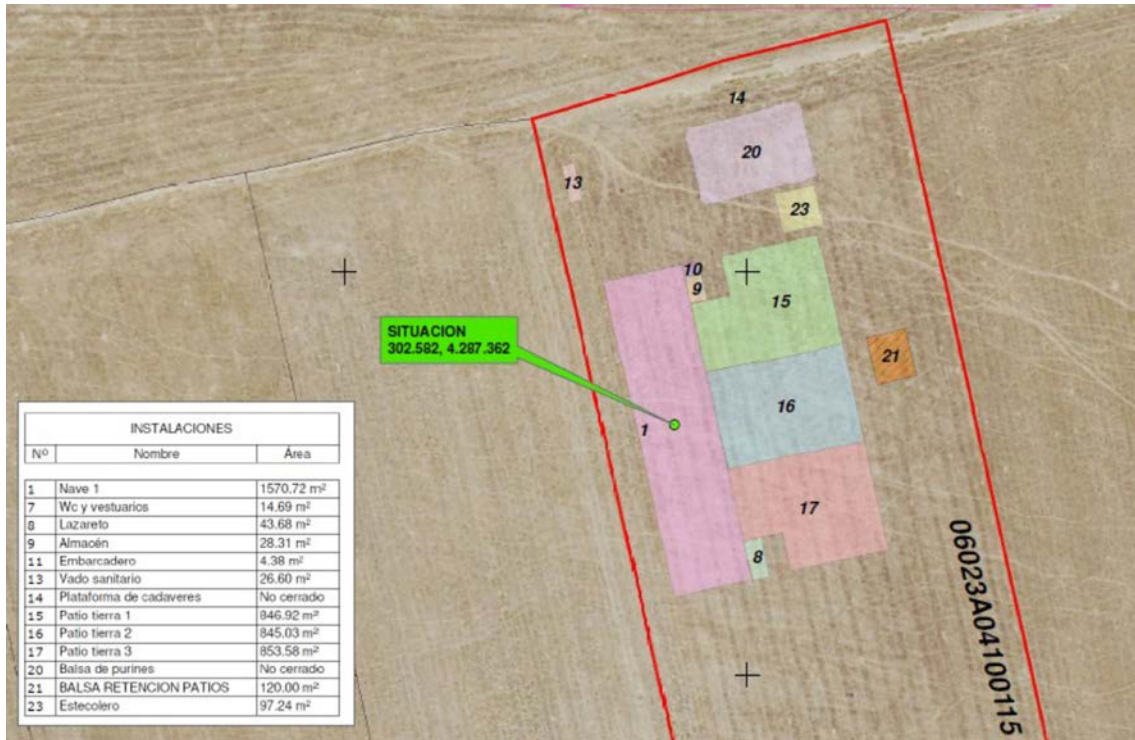 14
20
13
23
10
9
15
SITUACION
302.582, 4.287.362
21
16
1
17
8
06023A04100115
INSTALACIONES
Nº Nombre Área
1 Nave 1 1570.72 m²
7 Wc y vestuarios 14.69 m²
8 Lazareto 43.68 m²
9 Almacén 28.31 m²
11 Embarcadero 4.38 m²
13 Vado sanitario 26.60 m²
14 Plataforma de cadaveres No cerrado
15 Patio tierra 1 846.92 m²
16 Patio tierra 2 845.03 m²
17 Patio tierra 3 853.58 m²
20 Balsa de purines No cerrado
21 BALSA RETENCION PATIOS 120.00 m²
23 Estecolero 97.24 m²